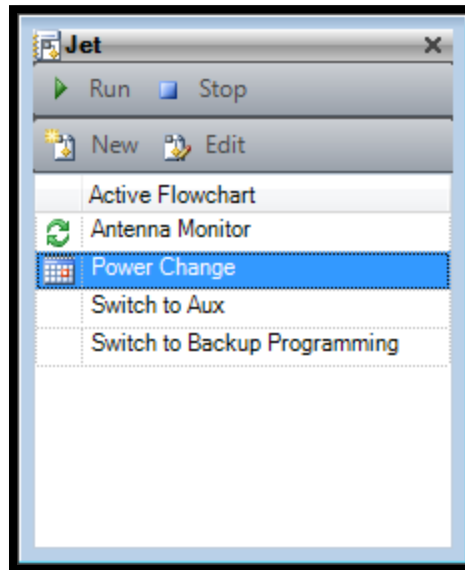 Jet
Run Stop
New Edit
Active Flowchart
Antenna Monitor
Power Change
Switch to Aux
Switch to Backup Programming